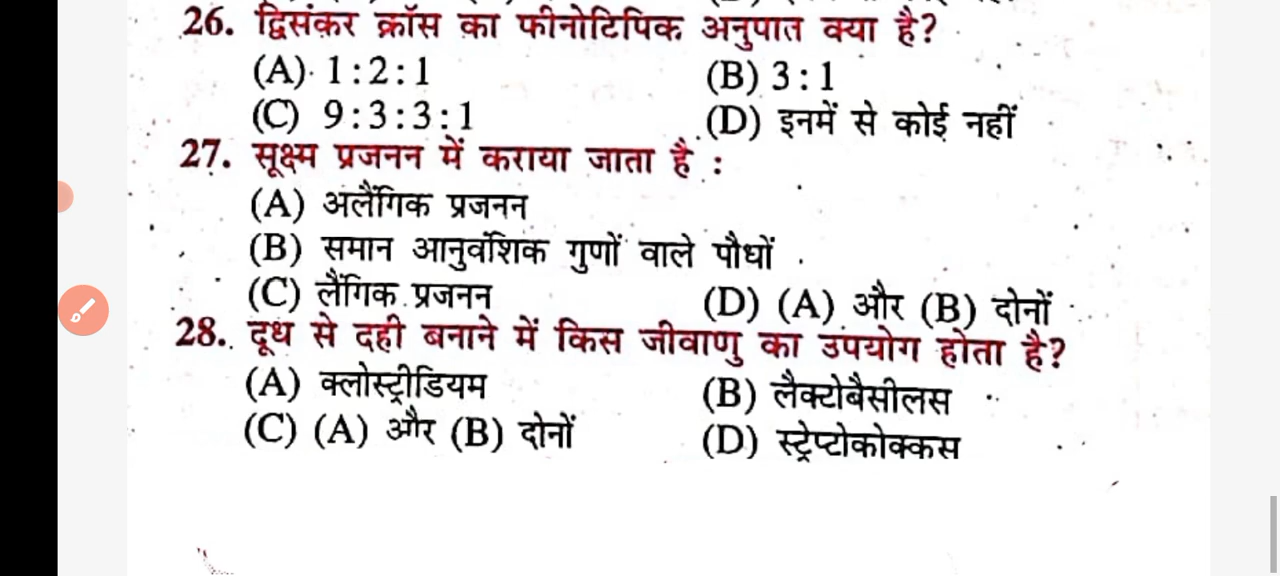 26. द्विसंकर क्रॉस का फीनोटिपिक अनुपात क्या है?
(A) 1 : 2 : 1 (B) 3 : 1
(C) 9 : 3 : 3 : 1 (D) इनमें से कोई नहीं
27. सूक्ष्म प्रजनन में कराया जाता है :
(A) अलैंगिक प्रजनन
(B) समान आनुवंशिक गुणों वाले पौधों
(C) लैंगिक प्रजनन (D) (A) और (B) दोनों
28. दूध से दही बनाने में किस जीवाणु का उपयोग होता है?
(A) क्लोस्ट्रीडियम (B) लैक्टोबैसीलस
(C) (A) और (B) दोनों (D) स्ट्रेप्टोकोक्कस